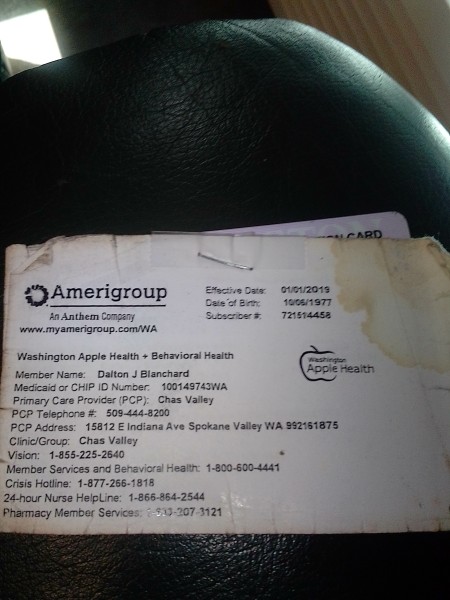 CARD
Amerigroup
An Anthem Company
www.myamerigroup.com/WA
Effective Date: 01/01/2019
Date of Birth: 10/06/1977
Subscriber #: 721514458
Washington Apple Health + Behavioral Health
Washington
Apple Health
Member Name: Dalton J Blanchard
Medicaid or CHIP ID Number: 100149743WA
Primary Care Provider (PCP): Chas Valley
PCP Telephone #: 509-444-8200
PCP Address: 15812 E Indiana Ave Spokane Valley WA 992161875
Clinic/Group: Chas Valley
Vision: 1-855-225-2640
Member Services and Behavioral Health: 1-800-600-4441
Crisis Hotline: 1-877-266-1818
24-hour Nurse HelpLine: 1-866-864-2544
Pharmacy Member Services: